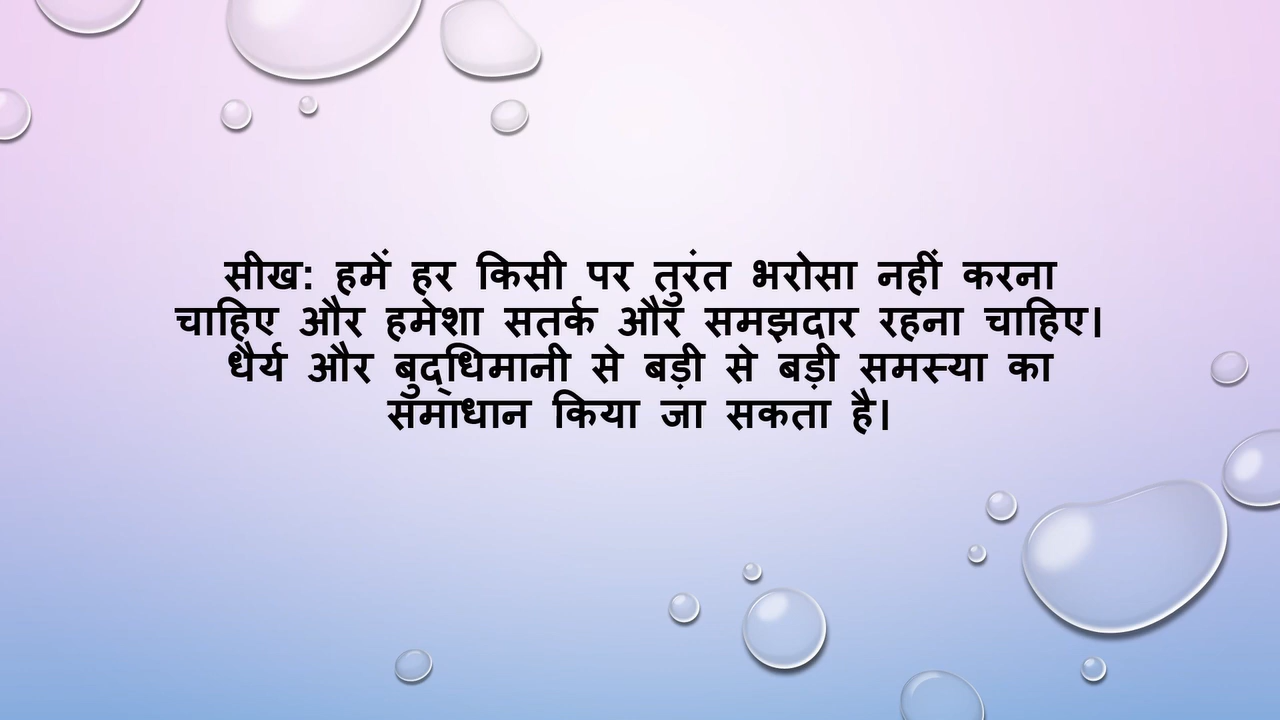 सीख: हमें हर किसी पर तुरंत भरोसा नहीं करना
चाहिए और हमेशा सतर्क और समझदार रहना चाहिए।
धैर्य और बुद्धिमानी से बड़ी से बड़ी समस्या का
समाधान किया जा सकता है।